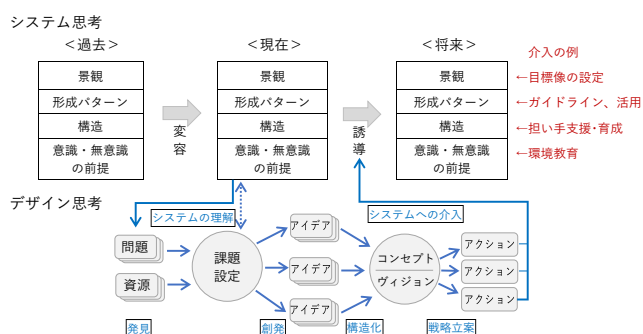 システム思考
＜過去＞
＜現在＞
＜将来＞
介入の例
景観
形成パターン
構造
意識・無意識
の前提
変容
景観
形成パターン
構造
意識・無意識
の前提
誘導
景観
形成パターン
構造
意識・無意識
の前提
←目標像の設定
←ガイドライン、活用
←担い手支援・育成
←環境教育
デザイン思考
システムの理解
システムへの介入
問題
資源
課題
設定
アイデア
アイデア
アイデア
コンセプト
ヴィジョン
アクション
アクション
アクション
発見
創発
構造化
戦略立案